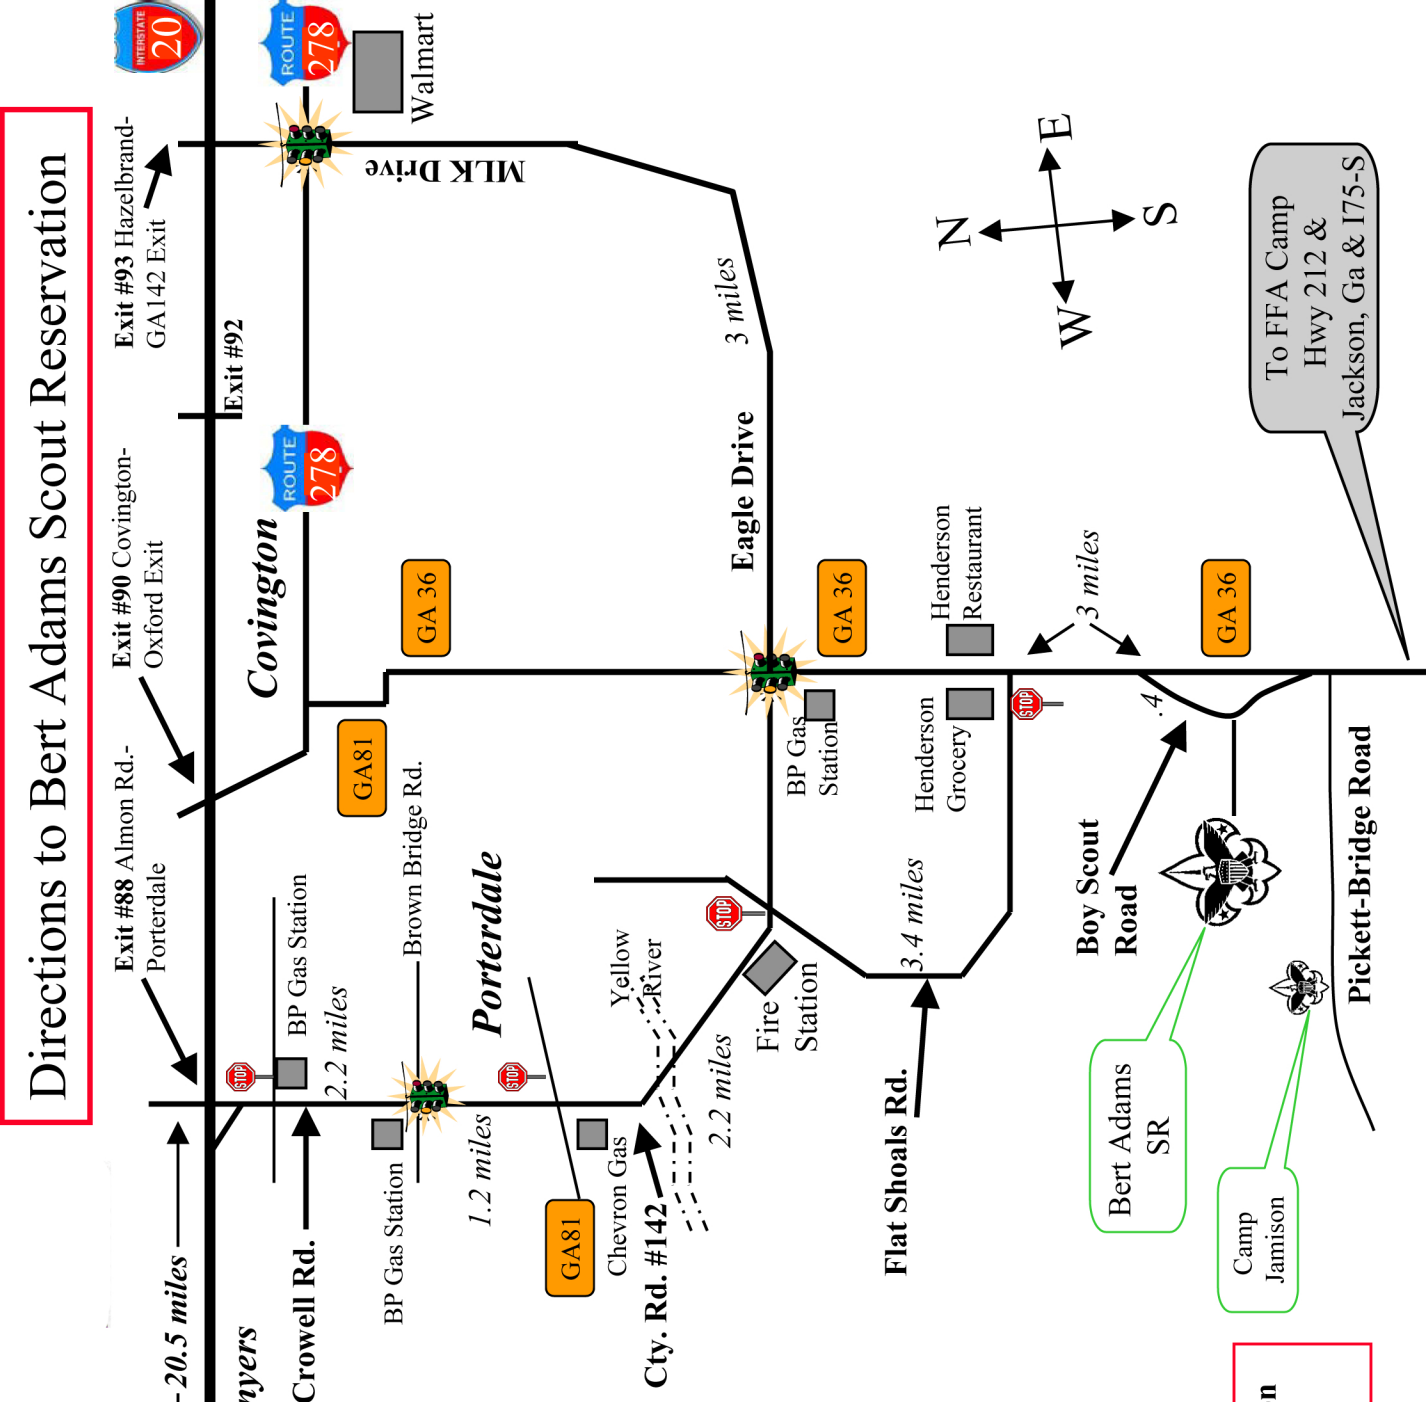 Directions to Bert Adams Scout Reservation
-20.5 miles
Exit #88 Almon Rd.-
Porterdale
Exit #90 Covington-
Oxford Exit
Exit #92
Exit #93 Hazelbrand-
GA142 Exit
INTERSTATE
20
ROUTE
278
Walmart
MLK Drive
nyers
Covington
ROUTE
278
Crowell Rd.
STOP
BP Gas Station
2.2 miles
GA81
GA 36
BP Gas Station
Brown Bridge Rd.
1.2 miles
Porterdale
STOP
GA81
Chevron Gas
Yellow
River
Cty. Rd. #142
2.2 miles
STOP
Fire
Station
Eagle Drive
3 miles
BP Gas
Station
GA 36
Flat Shoals Rd.
3.4 miles
Henderson
Grocery
Henderson
Restaurant
STOP
N
E
S
W
3 miles
.4
Boy Scout
Road
GA 36
Bert Adams
SR
Camp
Jamison
Pickett-Bridge Road
To FFA Camp
Hwy 212 &
Jackson, Ga & I75-S
on